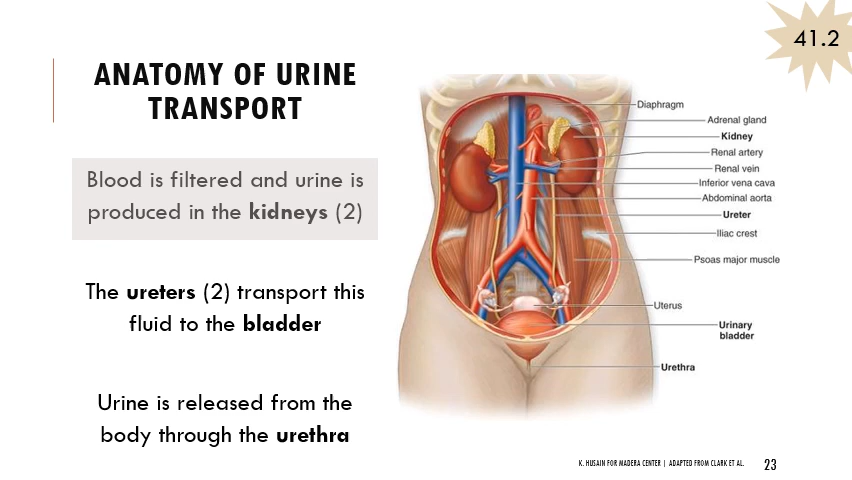 41.2
ANATOMY OF URINE
TRANSPORT
Blood is filtered and urine is
produced in the kidneys (2)
The ureters (2) transport this
fluid to the bladder
Urine is released from the
body through the urethra
Diaphragm
Adrenal gland
Kidney
Renal artery
Renal vein
Inferior vena cava
Abdominal aorta
Ureter
Iliac crest
Psoas major muscle
Uterus
Urinary
bladder
Urethra
K. HUSAIN FOR MADERA CENTER | ADAPTED FROM CLARK ET AL.
23